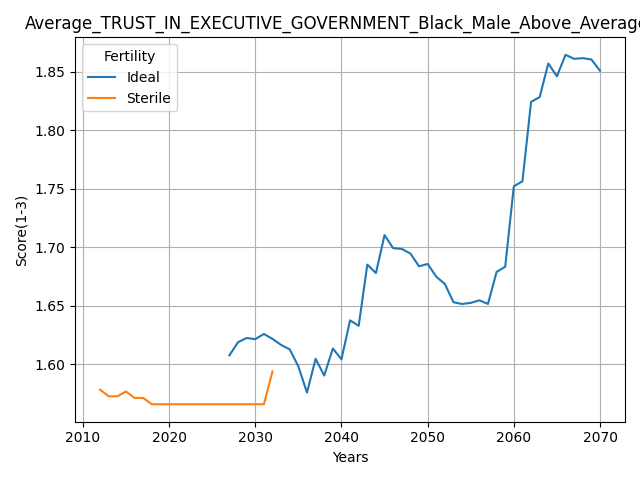 Average_TRUST_IN_EXECUTIVE_GOVERNMENT_Black_Male_Above_Average
Fertility
Ideal
Sterile
Score(1-3)
1.85
1.80
1.75
1.70
1.65
1.60
2010 2020 2030 2040 2050 2060 2070
Years